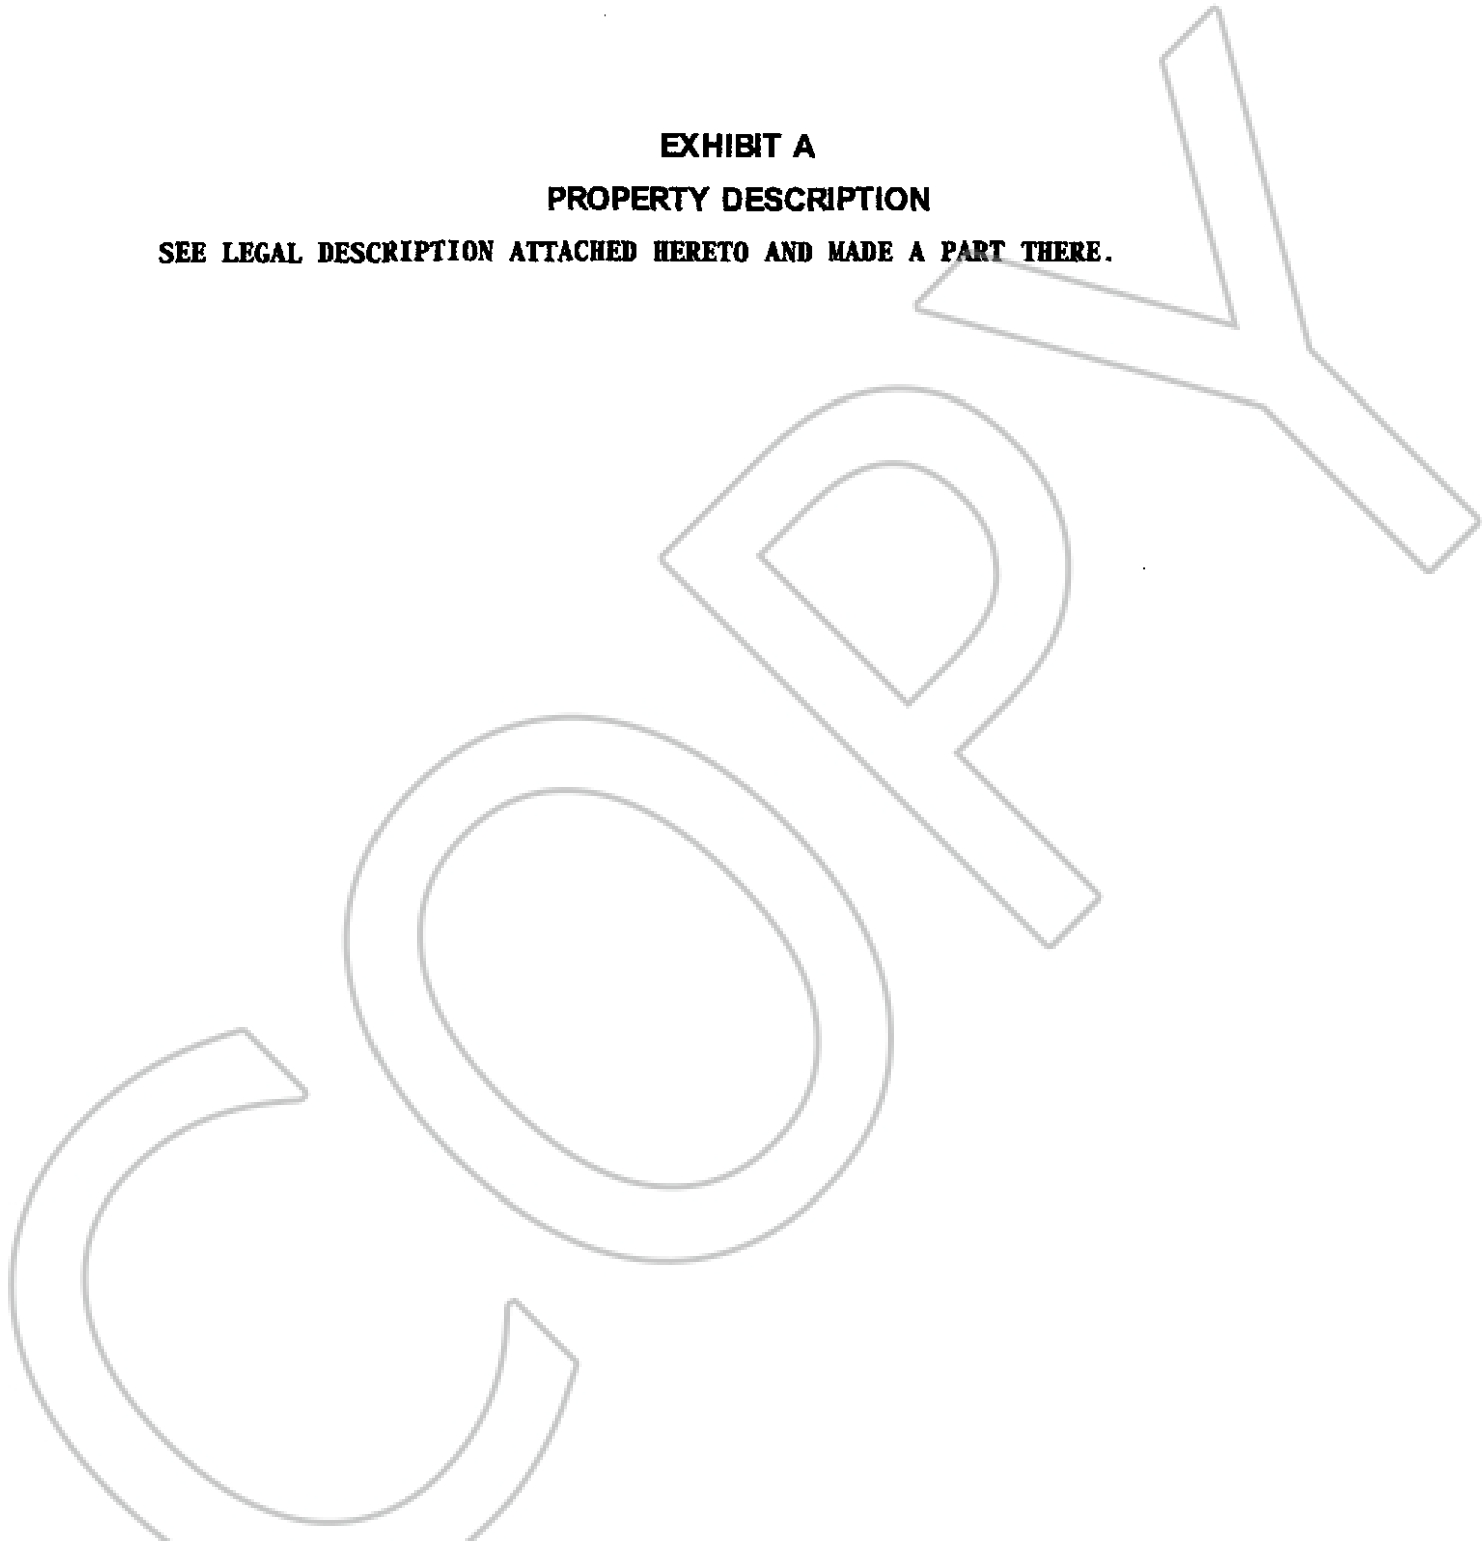 EXHIBIT A
PROPERTY DESCRIPTION
SEE LEGAL DESCRIPTION ATTACHED HERETO AND MADE A PART THERE.
COPY